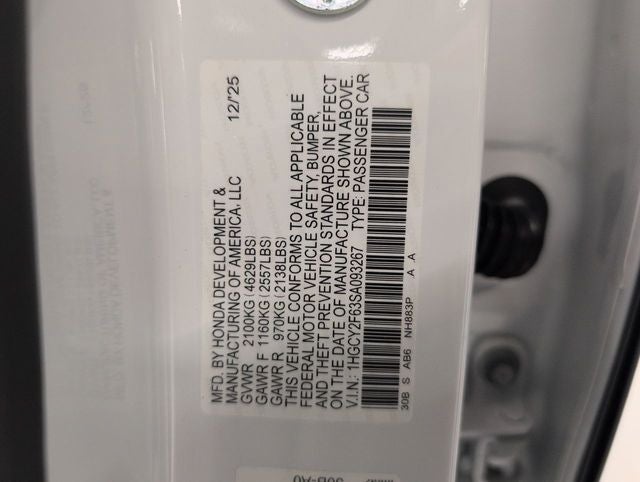 MFD. BY HONDA DEVELOPMENT &
MANUFACTURING OF AMERICA, LLC 12/'25
GVWR 2100KG(4629LBS)
GAWR F 1160KG(2557LBS)
GAWR R 970KG(2138LBS)
THIS VEHICLE CONFORMS TO ALL APPLICABLE
FEDERAL MOTOR VEHICLE SAFETY, BUMPER,
AND THEFT PREVENTION STANDARDS IN EFFECT
ON THE DATE OF MANUFACTURE SHOWN ABOVE.
V.I.N.: 1HGCY2F63SA093267 TYPE: PASSENGER CAR
30B S AB6 NH883P A A
30B-A0